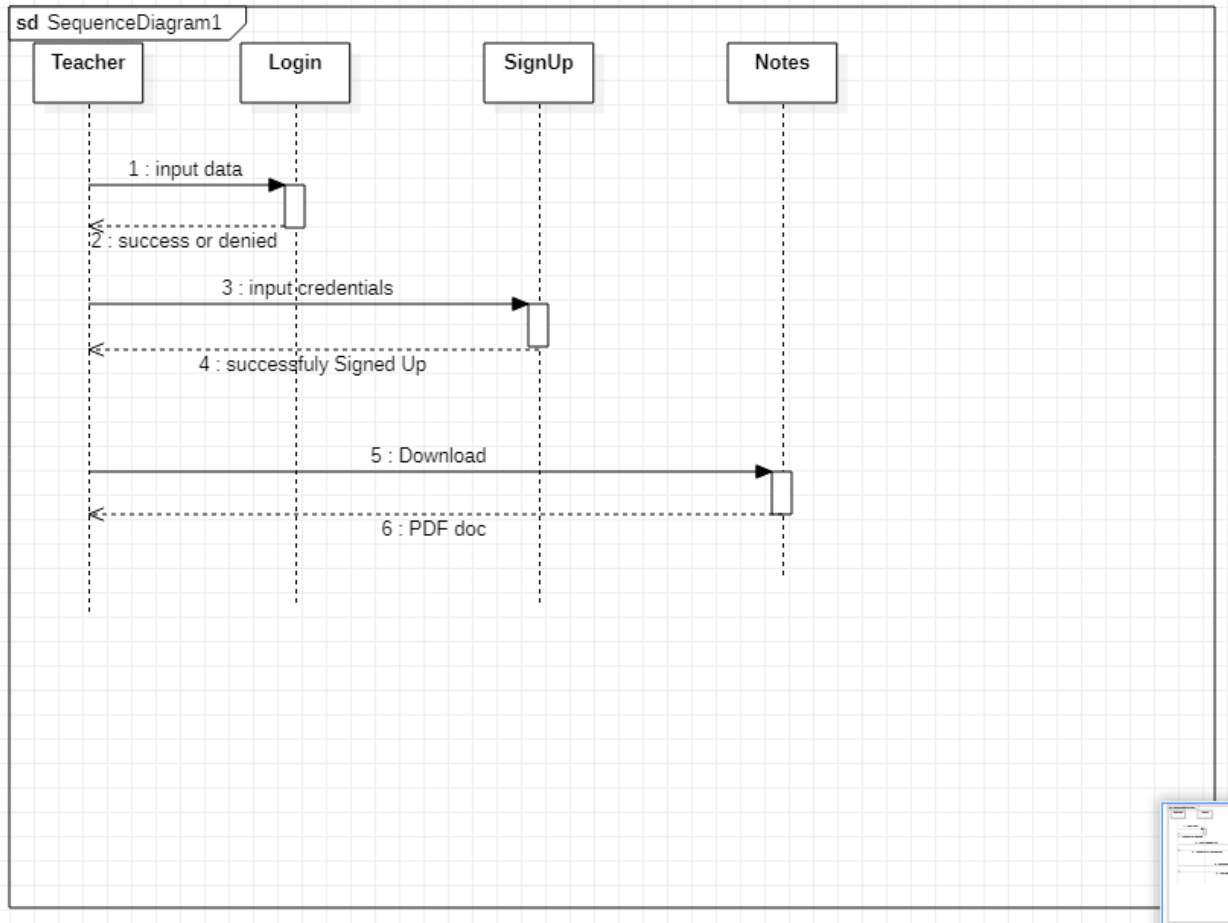 sd SequenceDiagram1
Teacher
Login
SignUp
Notes
1 : input data
2 : success or denied
3 : input credentials
4 : successfuly Signed Up
5 : Download
6 : PDF doc